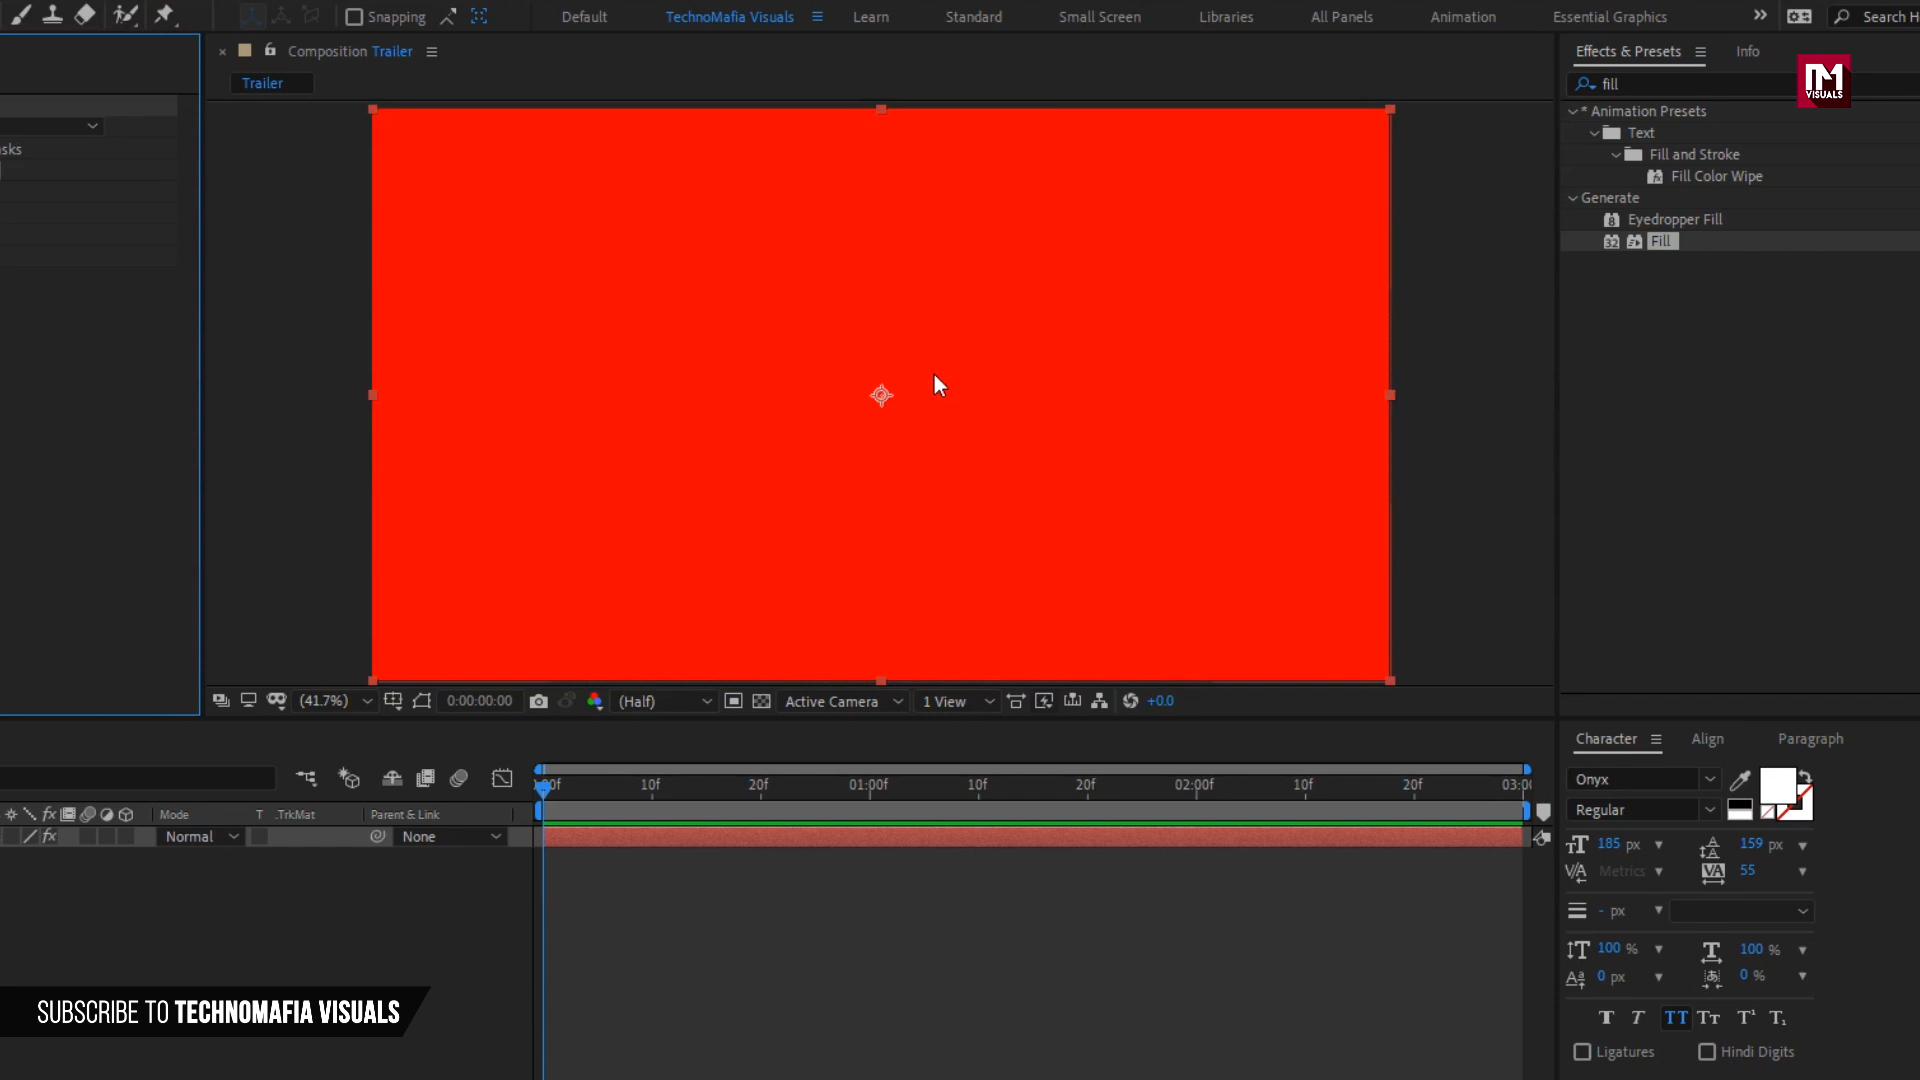 Snapping
Default
TechnoMafia Visuals
Learn
Standard
Small Screen
Libraries
All Panels
Animation
Essential Graphics
Search H
Composition Trailer
Trailer
Effects & Presets
Info
M
VISUALS
fill
* Animation Presets
Text
Fill and Stroke
Fill Color Wipe
Generate
Eyedropper Fill
Fill
asks
(41.7%)
0:00:00:00
(Half)
Active Camera
1 View
+0.0
10f
20f
01:00f
10f
20f
02:00f
10f
20f
03:00
Mode
T
.TrkMat
Parent & Link
Normal
None
Character
Align
Paragraph
Onyx
Regular
185 px
159 px
Metrics
55
- px
100 %
100 %
0 px
0 %
Ligatures
Hindi Digits
SUBSCRIBE TO TECHNOMAFIA VISUALS